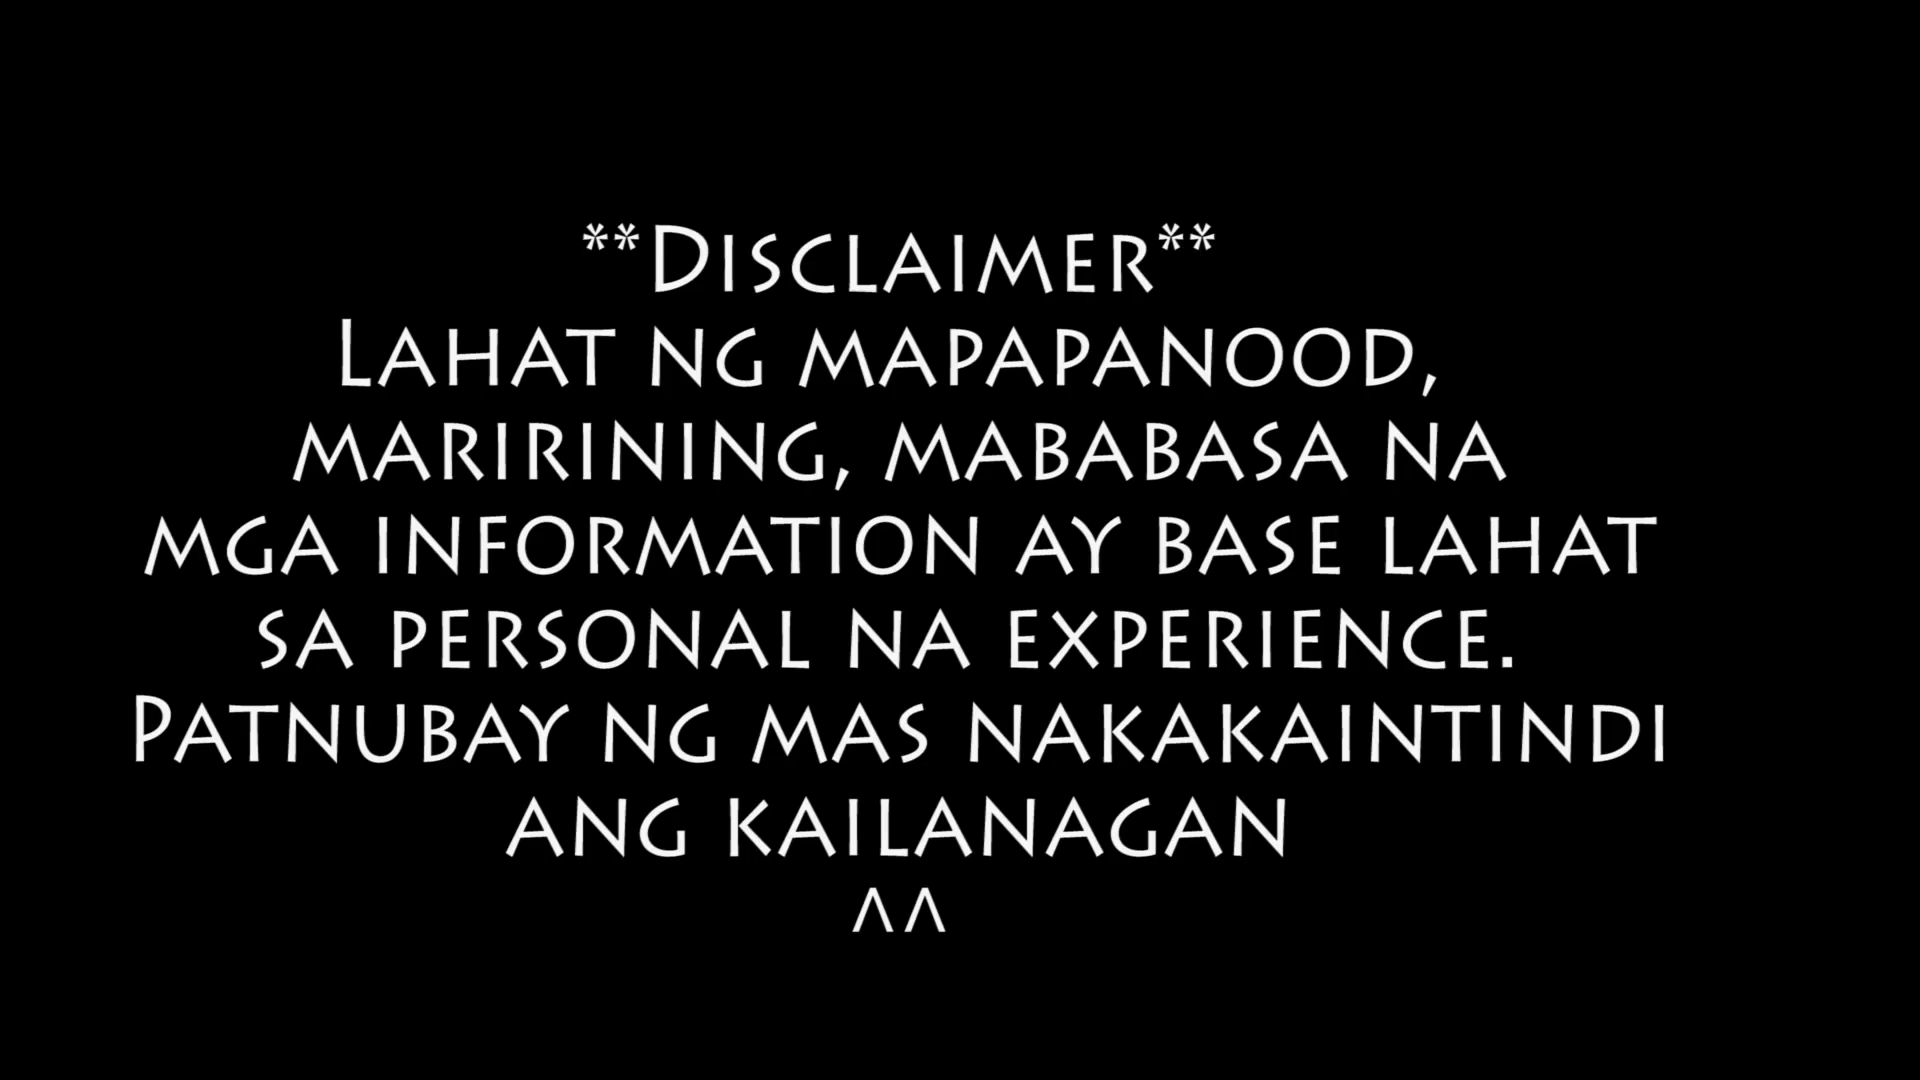 **Disclaimer**
Lahat ng mapapanood,
maririning, mababasa na
mga information ay base lahat
sa personal na experience.
Patnubay ng mas nakakaintindi
ang kailanagan
^^